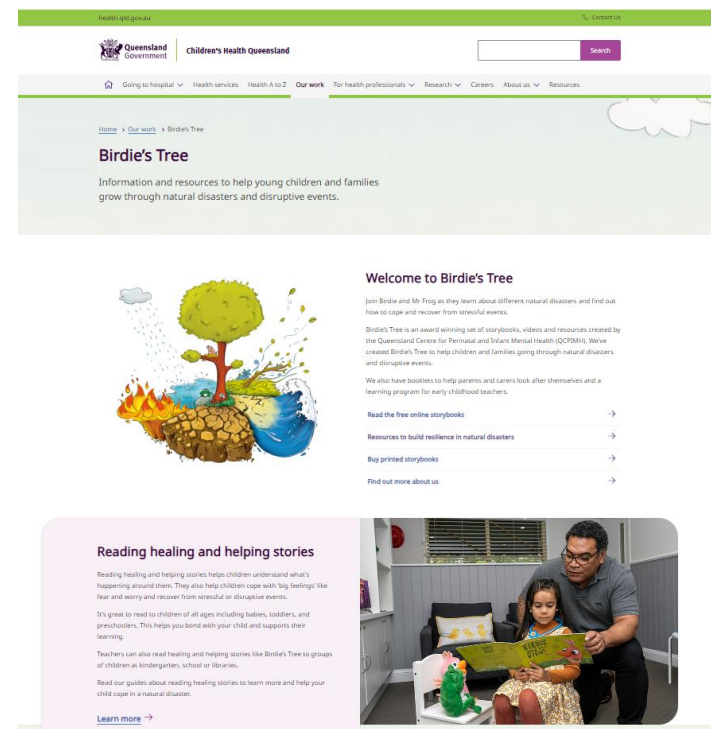 health.qld.gov.au
Contact Us
Queensland
Government
Children's Health Queensland
Search
Going to hospital
Health services
Health A to Z
Our work
For health professionals
Research
Careers
About us
Resources
Home > Our work > Birdie's Tree
Birdie's Tree
Information and resources to help young children and families
grow through natural disasters and disruptive events.
Welcome to Birdie's Tree
Join Birdie and Mr Frog as they learn about different natural disasters and find out
how to cope and recover from stressful events.
Birdie's Tree is an award winning set of storybooks, videos and resources created by
the Queensland Centre for Perinatal and Infant Mental Health (QCPIMH). We've
created Birdie's Tree to help children and families going through natural disasters
and disruptive events.
We also have booklets to help parents and carers look after themselves and a
learning program for early childhood teachers.
Read the free online storybooks
Resources to build resilience in natural disasters
Buy printed storybooks
Find out more about us
Reading healing and helping stories
Reading healing and helping stories helps children understand what's
happening around them. They also help children cope with 'big feelings' like
fear and worry and recover from stressful or disruptive events.
It's great to read to children of all ages including babies, toddlers, and
preschoolers. This helps you bond with your child and supports their
learning.
Teachers can also read healing and helping stories like Birdie's Tree to groups
of children at kindergarten, school or libraries.
Read our guides about reading healing stories to learn more and help your
child cope in a natural disaster.
Learn more
BIRDIE
AND THE
VIRUS